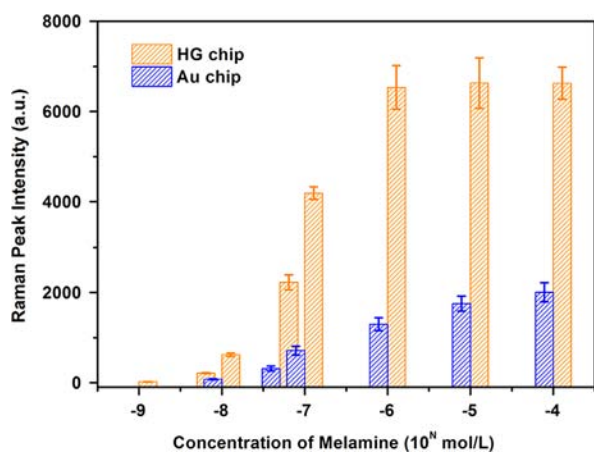 8000
6000
4000
2000
0
Raman Peak Intensity (a.u.)
HG chip
Au chip
-9 -8 -7 -6 -5 -4
Concentration of Melamine (10^N mol/L)